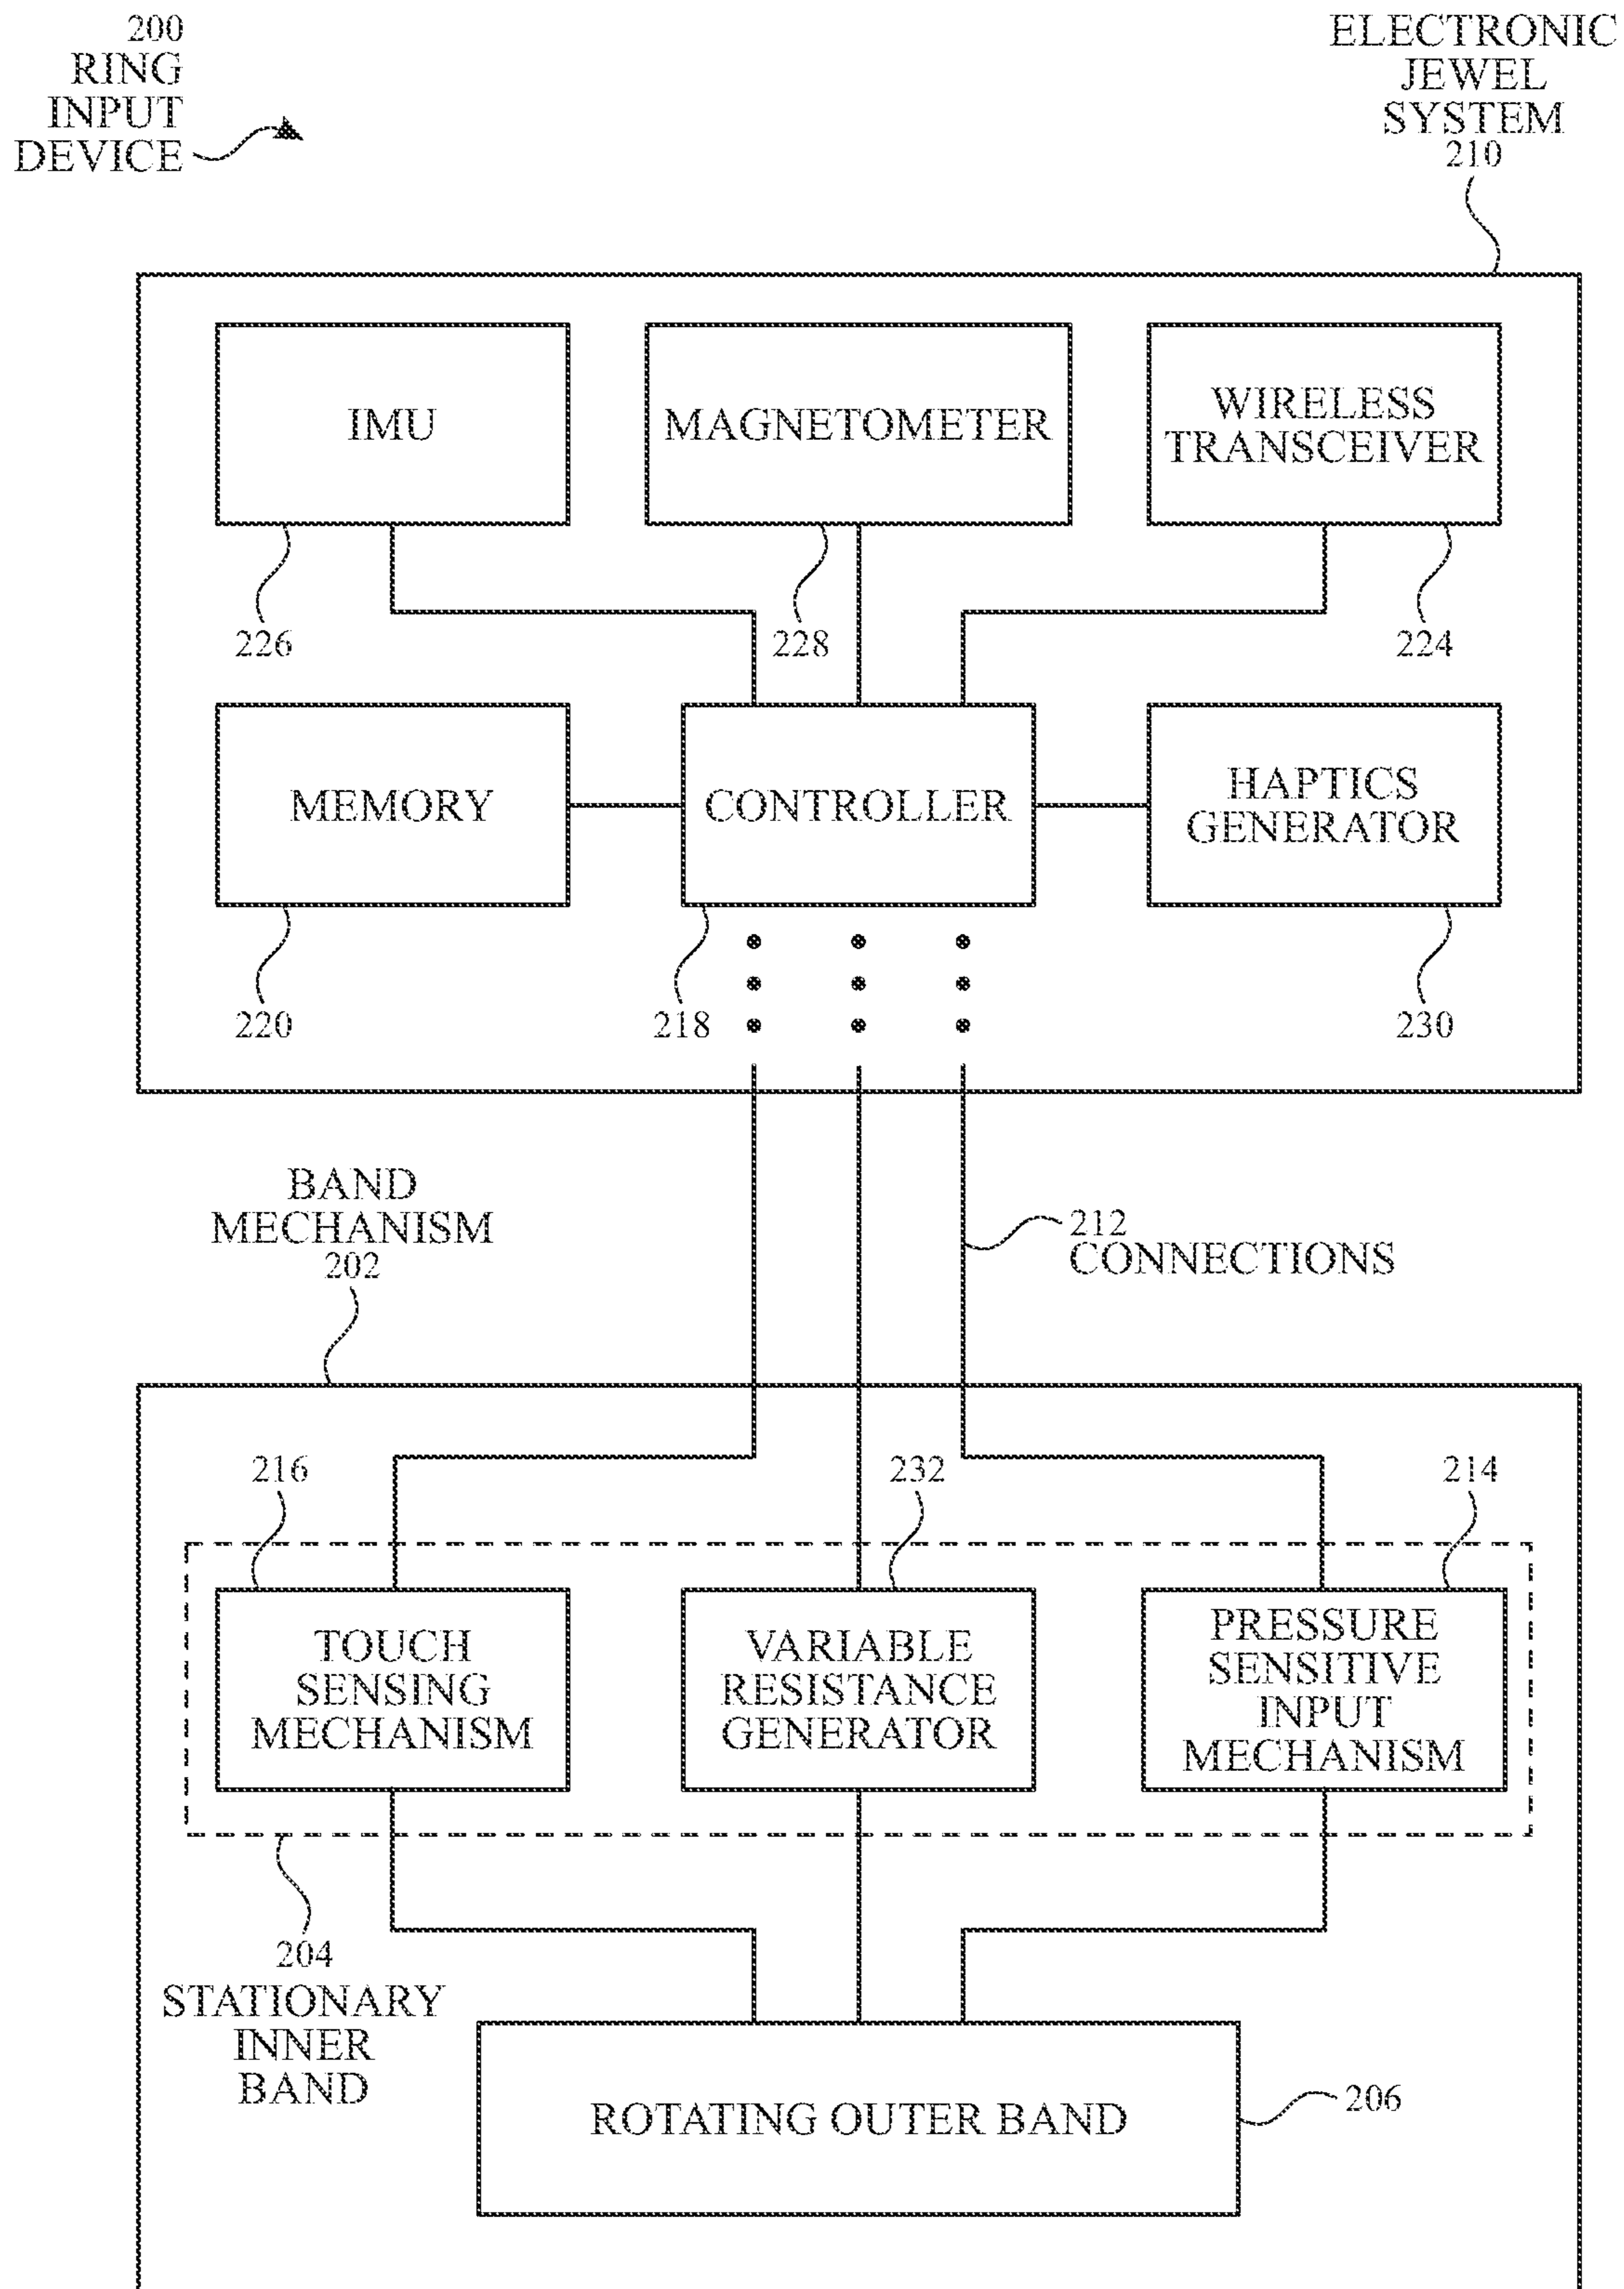 200
RING
INPUT
DEVICE
ELECTRONIC
JEWEL
SYSTEM
210
IMU
MAGNETOMETER
WIRELESS
TRANSCEIVER
226
228
224
MEMORY
CONTROLLER
HAPTICS
GENERATOR
220
218
230
BAND
MECHANISM
202
212
CONNECTIONS
216
232
214
TOUCH
SENSING
MECHANISM
VARIABLE
RESISTANCE
GENERATOR
PRESSURE
SENSITIVE
INPUT
MECHANISM
204
STATIONARY
INNER
BAND
ROTATING OUTER BAND
206